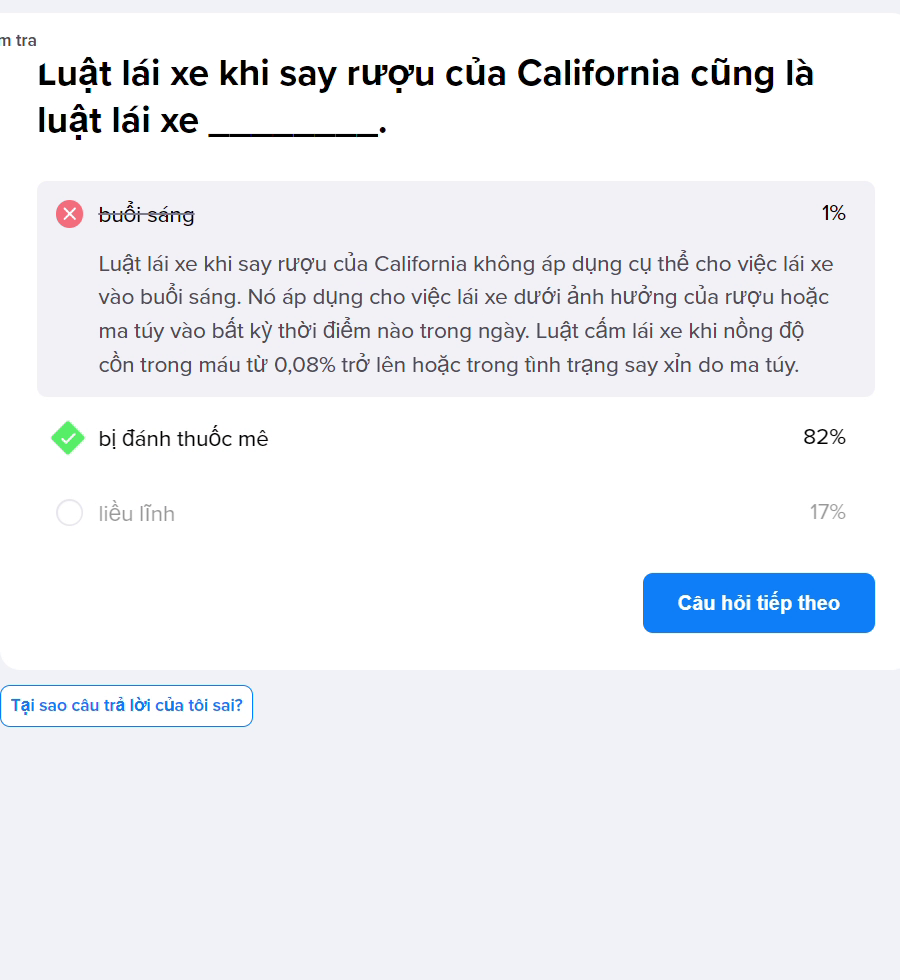 m tra
Luật lái xe khi say rượu của California cũng là
luật lái xe _________.
buổi sáng
1%
Luật lái xe khi say rượu của California không áp dụng cụ thể cho việc lái xe
vào buổi sáng. Nó áp dụng cho việc lái xe dưới ảnh hưởng của rượu hoặc
ma túy vào bất kỳ thời điểm nào trong ngày. Luật cấm lái xe khi nồng độ
cồn trong máu từ 0,08% trở lên hoặc trong tình trạng say xỉn do ma túy.
bị đánh thuốc mê
82%
liều lĩnh
17%
Câu hỏi tiếp theo
Tại sao câu trả lời của tôi sai?